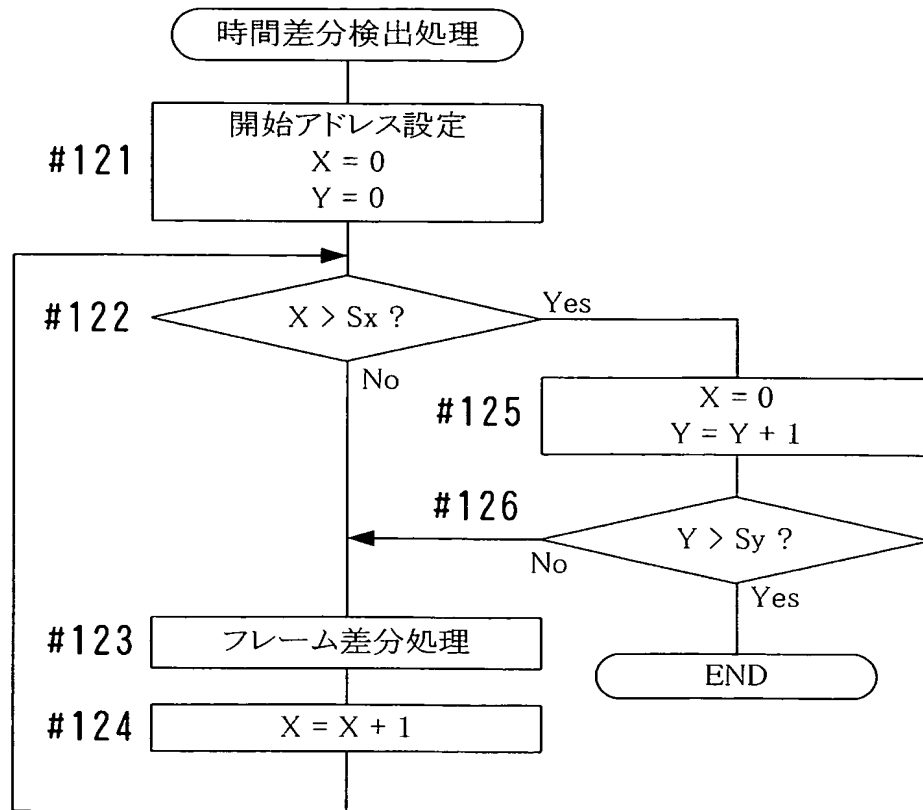 時間差分検出処理
#121
開始アドレス設定
X = 0
Y = 0
#122
X > Sx ?
Yes
No
#125
X = 0
Y = Y + 1
#126
Y > Sy ?
No
Yes
#123
フレーム差分処理
END
#124
X = X + 1